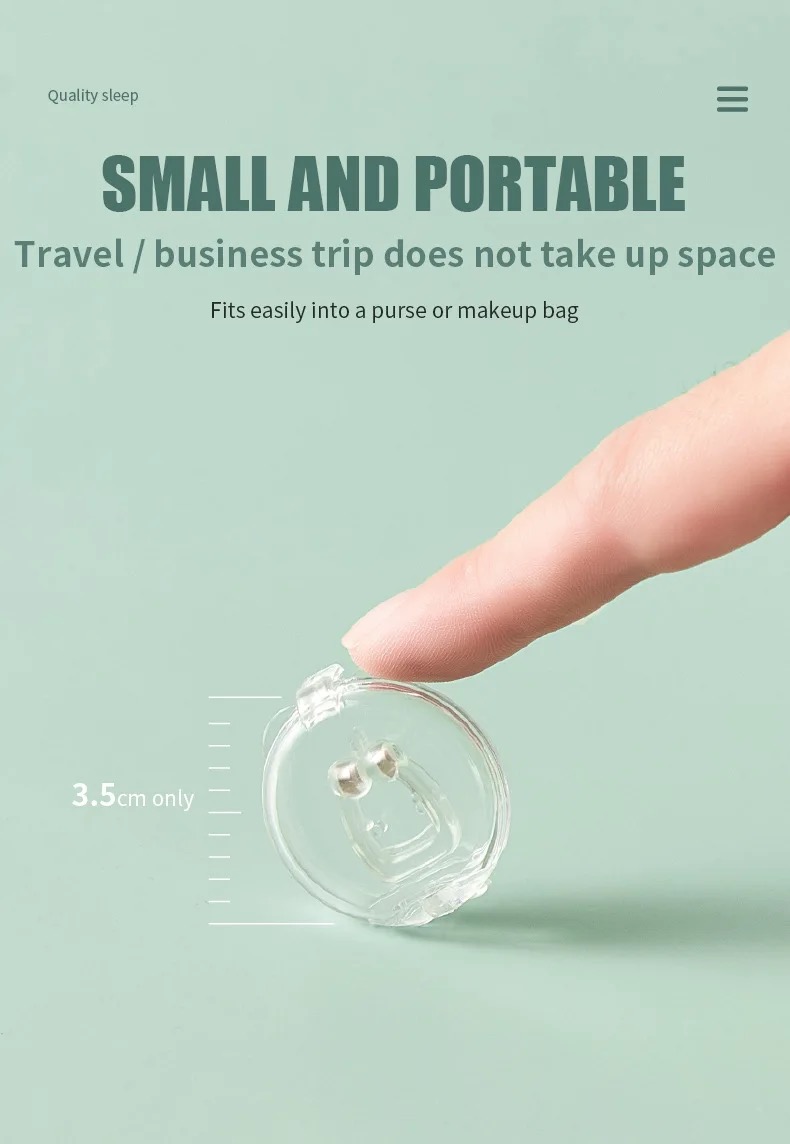 Quality sleep
SMALL AND PORTABLE
Travel / business trip does not take up space
Fits easily into a purse or makeup bag
3.5cm only